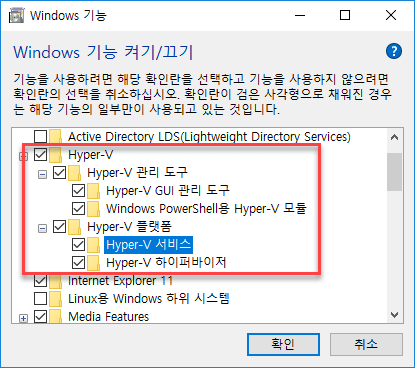 Windows 기능
Windows 기능 켜기/끄기
기능을 사용하려면 해당 확인란을 선택하고 기능을 사용하지 않으려면
확인란의 선택을 취소하십시오. 확인란이 검은 사각형으로 채워진 경우
는 해당 기능의 일부만이 사용되고 있는 것입니다.
Active Directory LDS(Lightweight Directory Services)
Hyper-V
Hyper-V 관리 도구
Hyper-V GUI 관리 도구
Windows PowerShell용 Hyper-V 모듈
Hyper-V 플랫폼
Hyper-V 서비스
Hyper-V 하이퍼바이저
Internet Explorer 11
Linux용 Windows 하위 시스템
Media Features
확인
취소